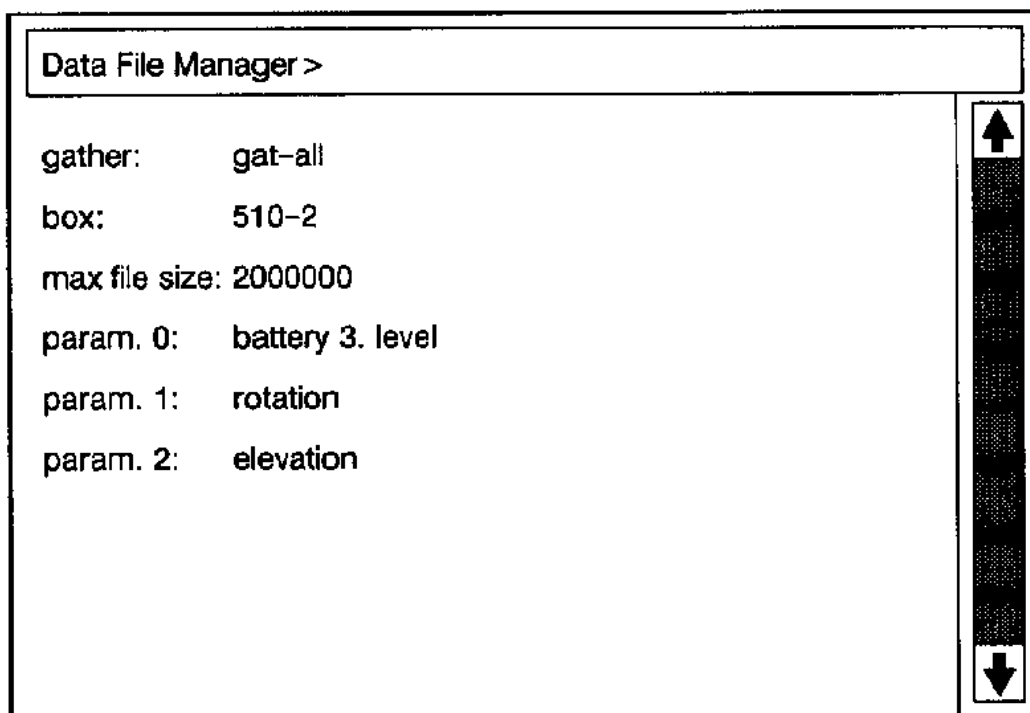 Data File Manager >
gather: gat-all
box: 510-2
max file size: 2000000
param. 0: battery 3. level
param. 1: rotation
param. 2: elevation